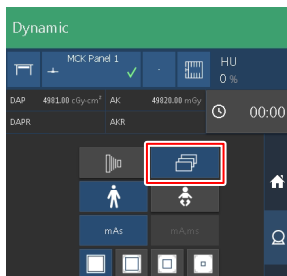 Dynamic
MCK Panel 1
HU
0 %
DAP 4981.00 cGy·cm² AK 49820.00 mGy
00:00
DAPR AKR
mAs mA,ms